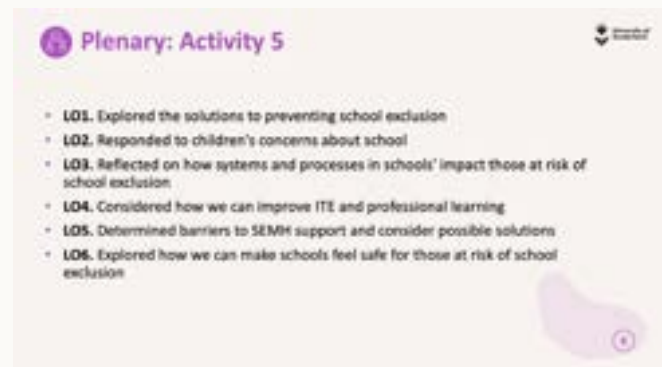 Plenary: Activity 5
University of
Sunderland
• LO1. Explored the solutions to preventing school exclusion
• LO2. Responded to children's concerns about school
• LO3. Reflected on how systems and processes in schools' impact those at risk of
school exclusion
• LO4. Considered how we can improve ITE and professional learning
• LO5. Determined barriers to SEMH support and consider possible solutions
• LO6. Explored how we can make schools feel safe for those at risk of school
exclusion